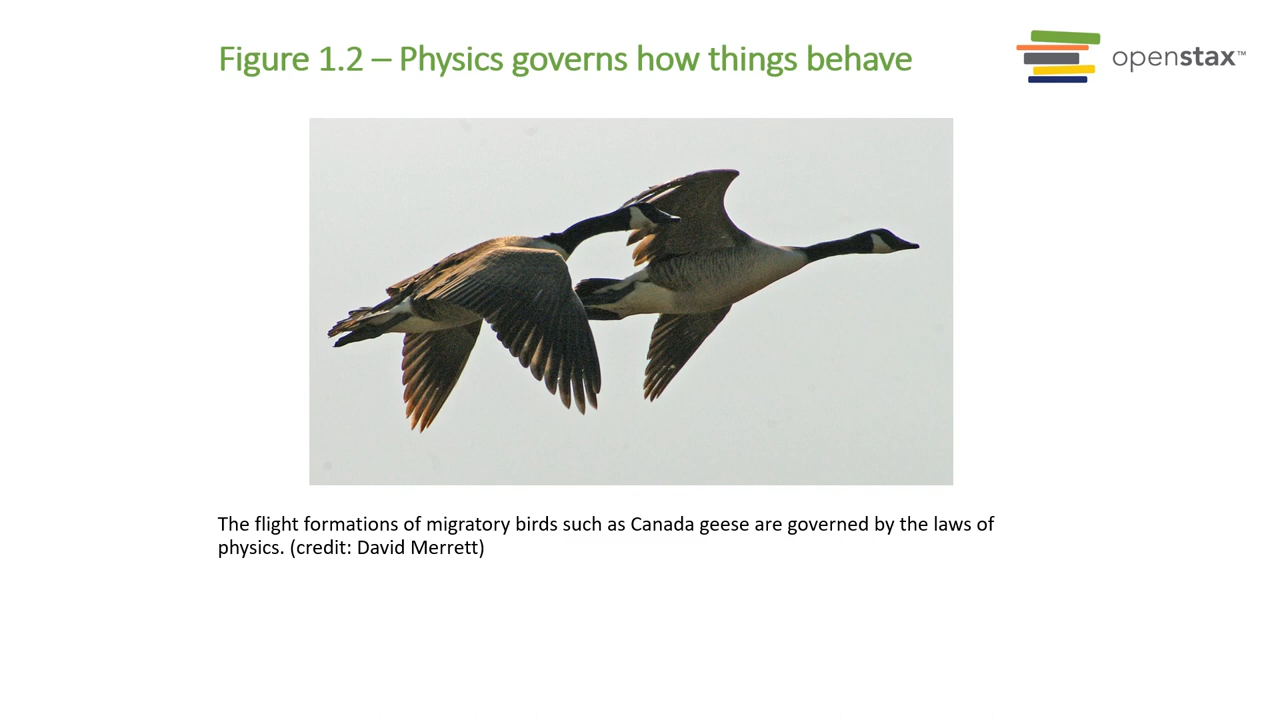 Figure 1.2 – Physics governs how things behave
openstax™
The flight formations of migratory birds such as Canada geese are governed by the laws of
physics. (credit: David Merrett)